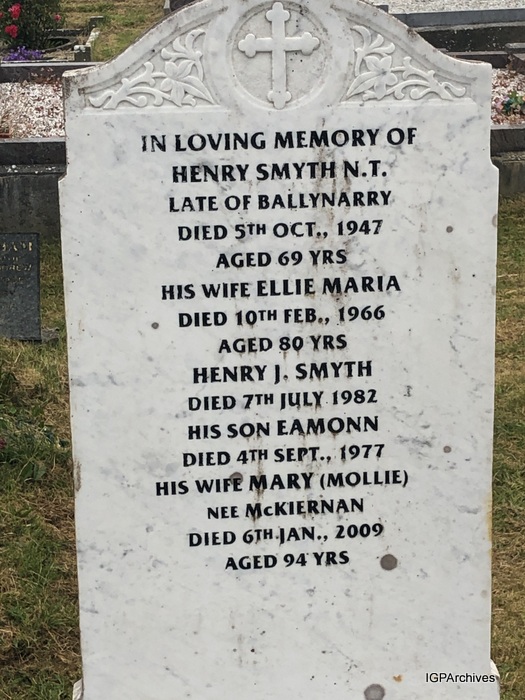 IN LOVING MEMORY OF
HENRY SMYTH N.T.
LATE OF BALLYNARRY
DIED 5TH OCT., 1947
AGED 69 YRS
HIS WIFE ELLIE MARIA
DIED 10TH FEB., 1966
AGED 80 YRS
HENRY J. SMYTH
DIED 7TH JULY 1982
HIS SON EAMONN
DIED 4TH SEPT., 1977
HIS WIFE MARY (MOLLIE)
NEE McKIERNAN
DIED 6TH JAN., 2009
AGED 94 YRS
IGPArchives